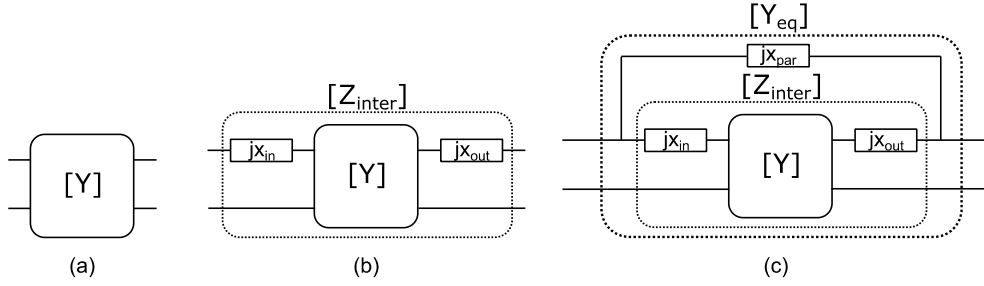 [Y]
(a)
[Z_inter]
jx_in
[Y]
jx_out
(b)
[Y_eq]
jx_par
[Z_inter]
jx_in
[Y]
jx_out
(c)